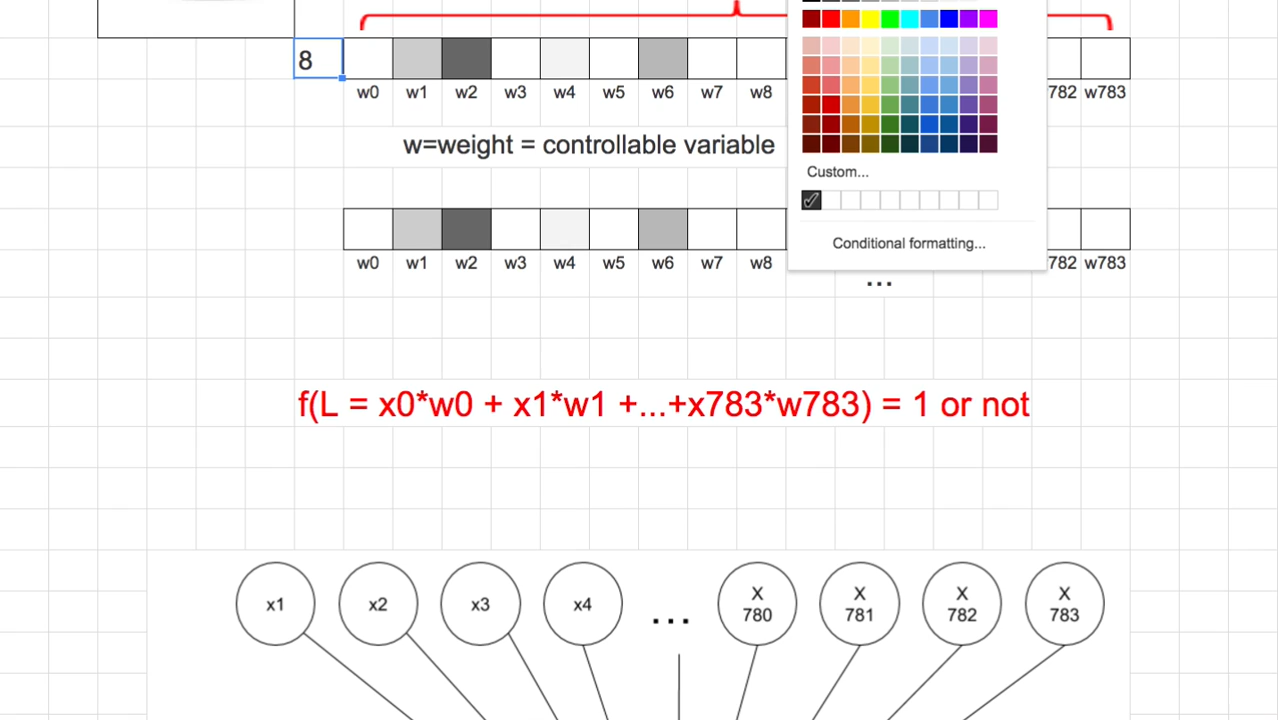 8
w0 w1 w2 w3 w4 w5 w6 w7 w8 782 w783
w=weight = controllable variable
Custom...
Conditional formatting...
w0 w1 w2 w3 w4 w5 w6 w7 w8 782 w783
...
f(L = x0*w0 + x1*w1 +...+x783*w783) = 1 or not
x1 x2 x3 x4 ... X 780 X 781 X 782 X 783